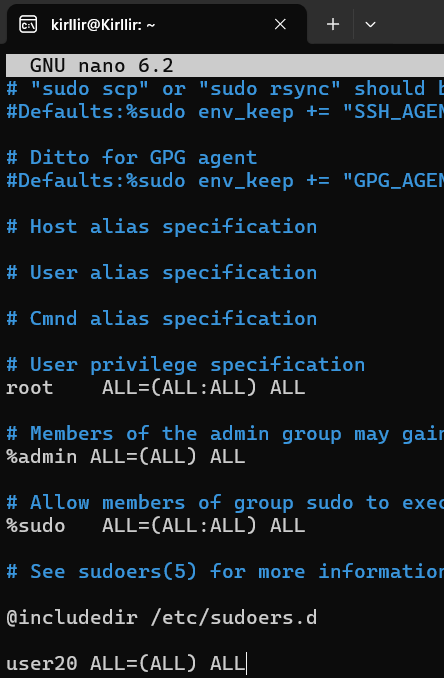 kirllir@Kirllir: ~
GNU nano 6.2
# "sudo scp" or "sudo rsync" should
#Defaults:%sudo env_keep += "SSH_AGEN
# Ditto for GPG agent
#Defaults:%sudo env_keep += "GPG_AGEN
# Host alias specification
# User alias specification
# Cmnd alias specification
# User privilege specification
root    ALL=(ALL:ALL) ALL
# Members of the admin group may gain
%admin ALL=(ALL) ALL
# Allow members of group sudo to exec
%sudo   ALL=(ALL:ALL) ALL
# See sudoers(5) for more information
@includedir /etc/sudoers.d
user20 ALL=(ALL) ALL